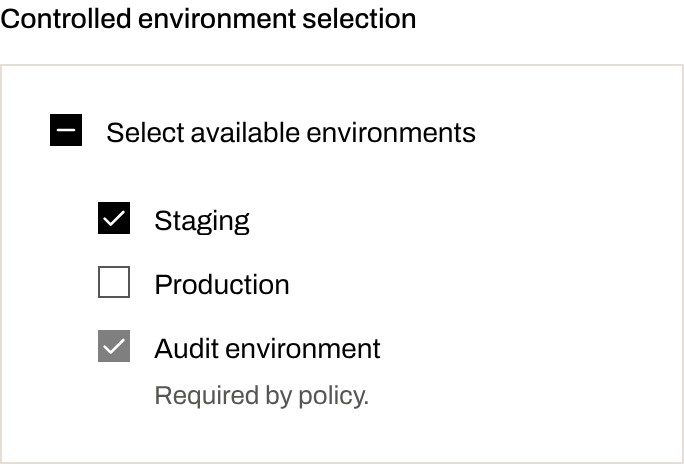 Controlled environment selection
Select available environments
Staging
Production
Audit environment
Required by policy.